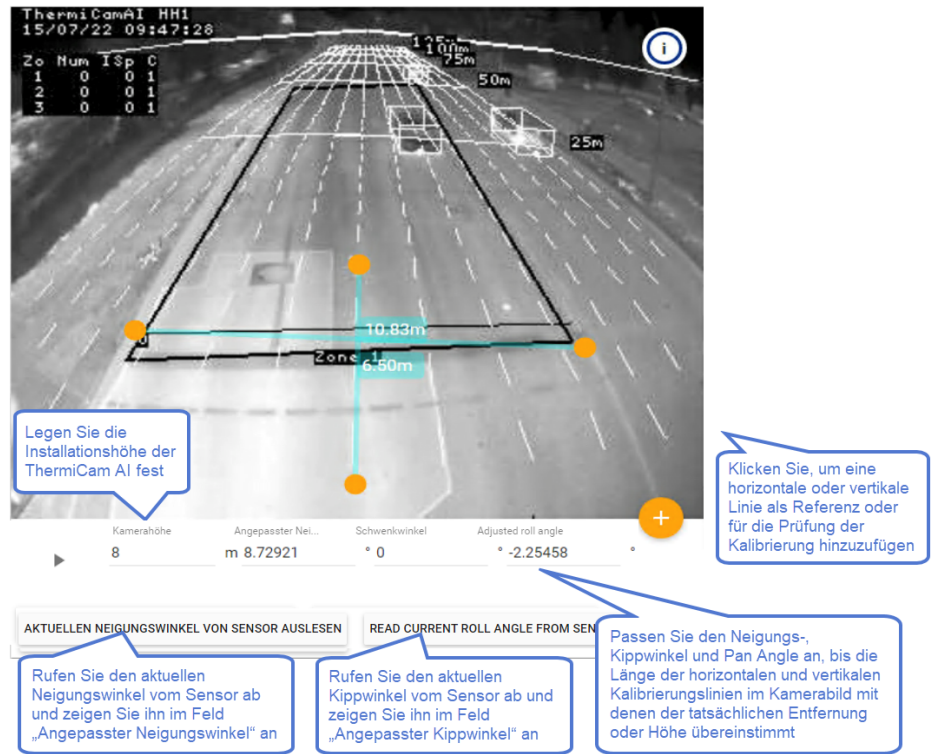 ThermiCamAI HH1
15/07/22 09:47:28
Zo Num ISp C
1 0 0 1
2 0 0 1
3 0 0 1
125m
100m
75m
50m
25m
i
10.83m
Zone 1
6.50m
Legen Sie die
Installationshöhe der
ThermiCam AI fest
Klicken Sie, um eine
horizontale oder vertikale
Linie als Referenz oder
für die Prüfung der
Kalibrierung hinzuzufügen
+
Kamerahöhe Angepasster Nei... Schwenkwinkel Adjusted roll angle
8 m 8.72921 ° 0 ° -2.25458 °
AKTUELLEN NEIGUNGSWINKEL VON SENSOR AUSLESEN READ CURRENT ROLL ANGLE FROM SEN
Rufen Sie den aktuellen
Neigungswinkel vom Sensor ab
und zeigen Sie ihn im Feld
„Angepasster Neigungswinkel“ an
Rufen Sie den aktuellen
Kippwinkel vom Sensor ab und
zeigen Sie ihn im Feld
„Angepasster Kippwinkel“ an
Passen Sie den Neigungs-,
Kippwinkel und Pan Angle an, bis die
Länge der horizontalen und vertikalen
Kalibrierungslinien im Kamerabild mit
denen der tatsächlichen Entfernung
oder Höhe übereinstimmt